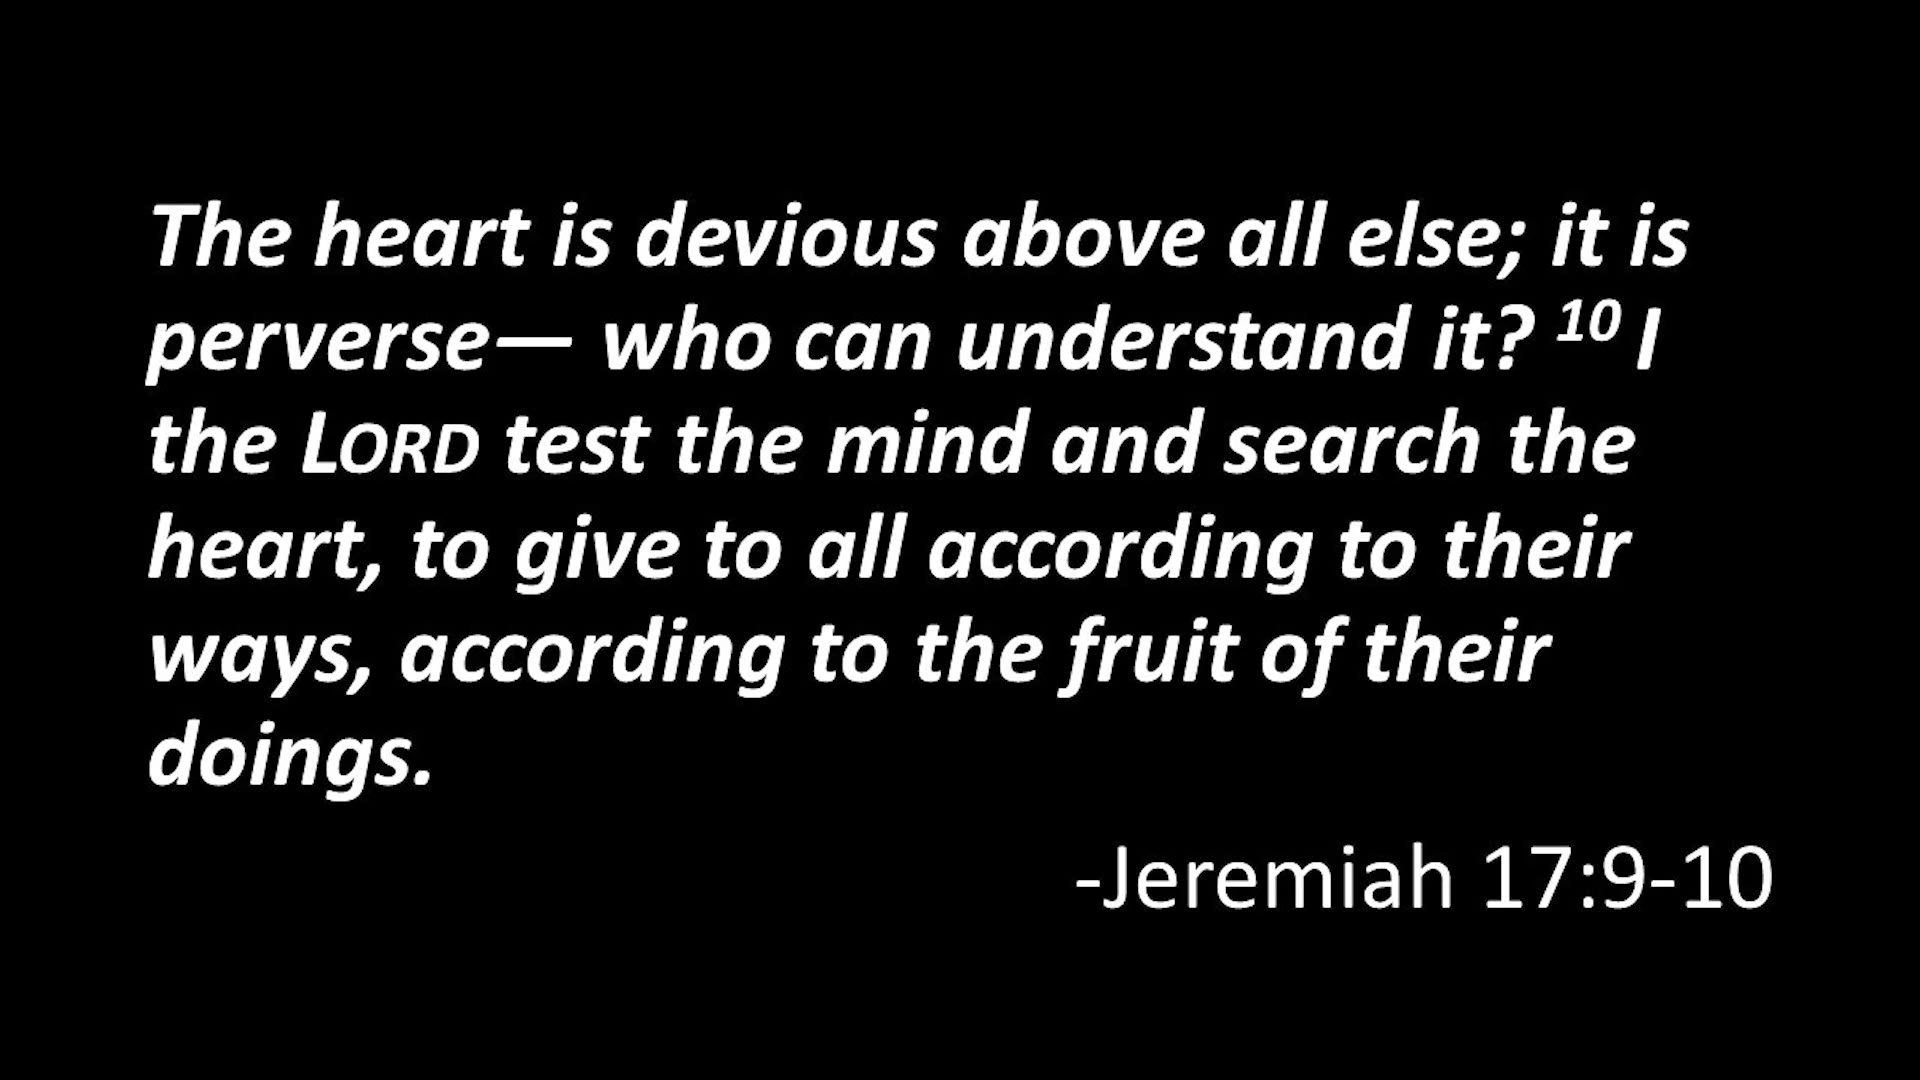 The heart is devious above all else; it is
perverse— who can understand it? 10 I
the LORD test the mind and search the
heart, to give to all according to their
ways, according to the fruit of their
doings.
-Jeremiah 17:9-10